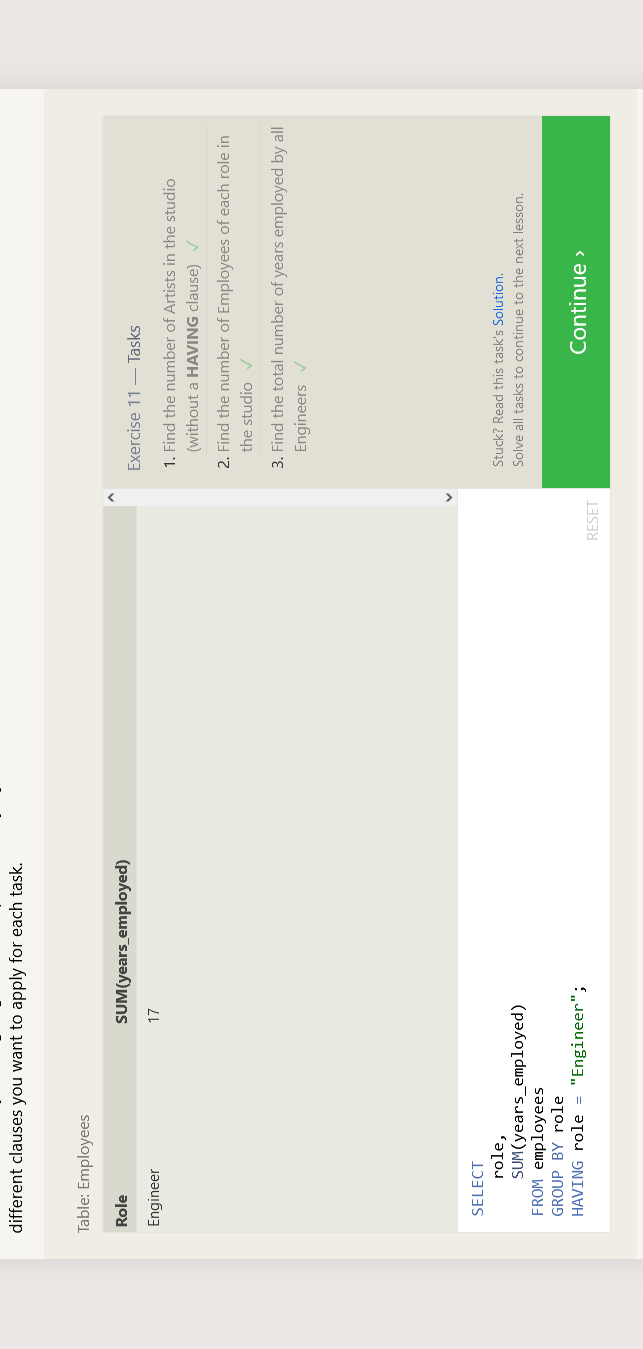 different clauses you want to apply for each task.
Table: Employees
Role SUM(years_employed)
Engineer 17
SELECT
role,
SUM(years_employed)
FROM employees
GROUP BY role
HAVING role = "Engineer";
RESET
Exercise 11 — Tasks
1. Find the number of Artists in the studio
(without a HAVING clause) ✓
2. Find the number of Employees of each role in
the studio ✓
3. Find the total number of years employed by all
Engineers ✓
Stuck? Read this task's Solution.
Solve all tasks to continue to the next lesson.
Continue ›